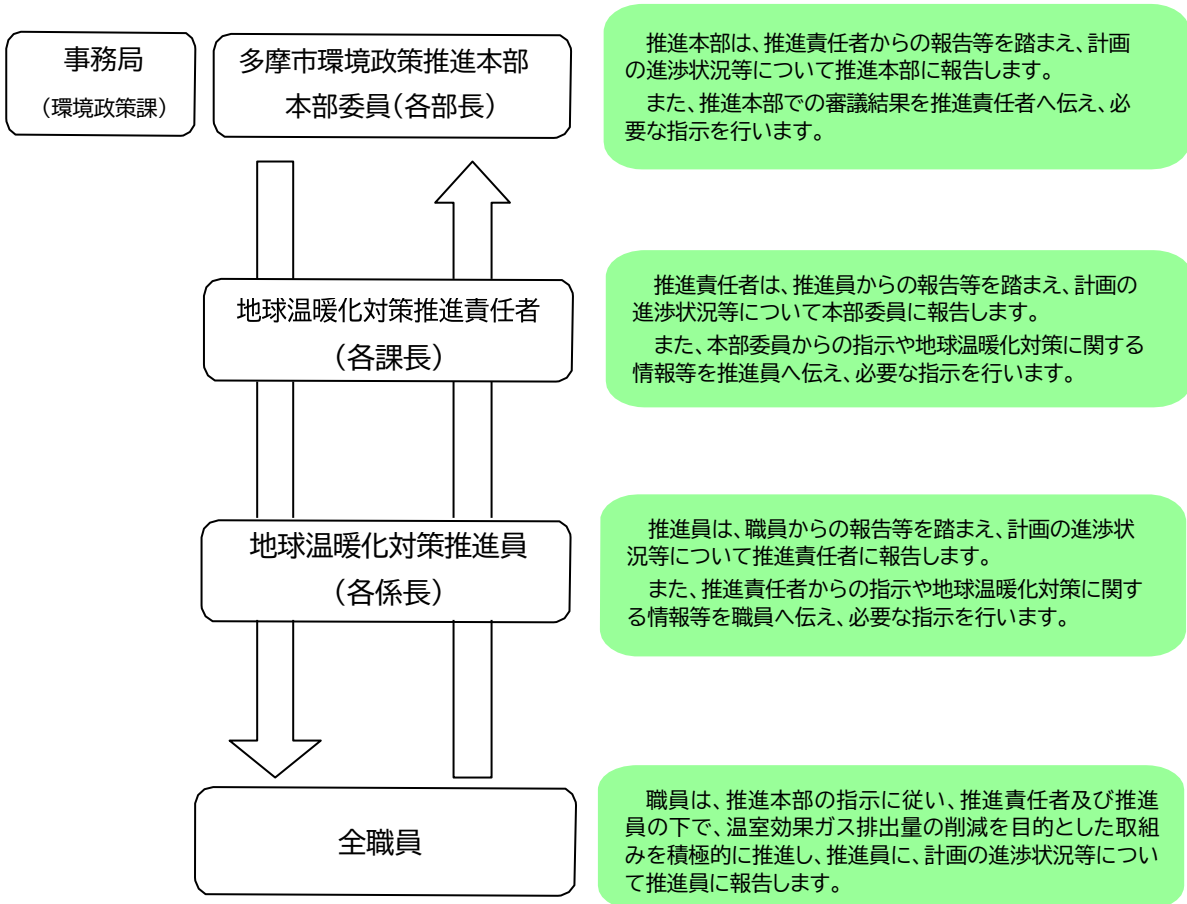 事務局
(環境政策課)
多摩市環境政策推進本部
本部委員(各部長)
推進本部は、推進責任者からの報告等を踏まえ、計画
の進捗状況等について推進本部に報告します。
また、推進本部での審議結果を推進責任者へ伝え、必
要な指示を行います。
地球温暖化対策推進責任者
(各課長)
推進責任者は、推進員からの報告等を踏まえ、計画の
進捗状況等について本部委員に報告します。
また、本部委員からの指示や地球温暖化対策に関する
情報等を推進員へ伝え、必要な指示を行います。
地球温暖化対策推進員
(各係長)
推進員は、職員からの報告等を踏まえ、計画の進捗状
況等について推進責任者に報告します。
また、推進責任者からの指示や地球温暖化対策に関す
る情報等を職員へ伝え、必要な指示を行います。
全職員
職員は、推進本部の指示に従い、推進責任者及び推進
員の下で、温室効果ガス排出量の削減を目的とした取組
みを積極的に推進し、推進員に、計画の進捗状況等につい
て推進員に報告します。